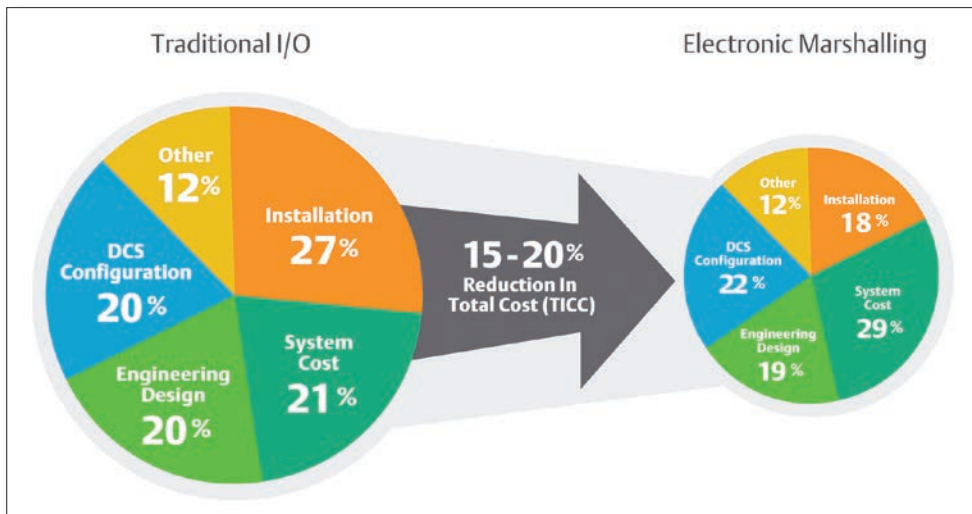 Traditional I/O
Electronic Marshalling
Other
12%
Installation
27%
DCS
Configuration
20%
System
Cost
21%
Engineering
Design
20%
15-20%
Reduction In
Total Cost (TICC)
Other
12%
Installation
18%
DCS
Configuration
22%
System
Cost
29%
Engineering
Design
19%